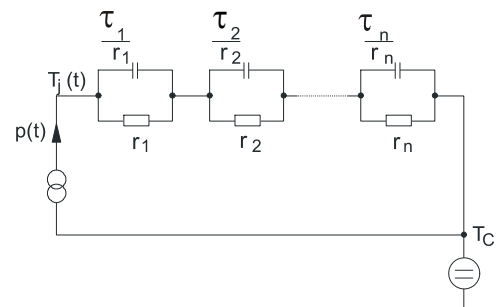 τ1/r1 τ2/r2 τn/rn
Tj(t)
r1 r2 rn
p(t)
TC